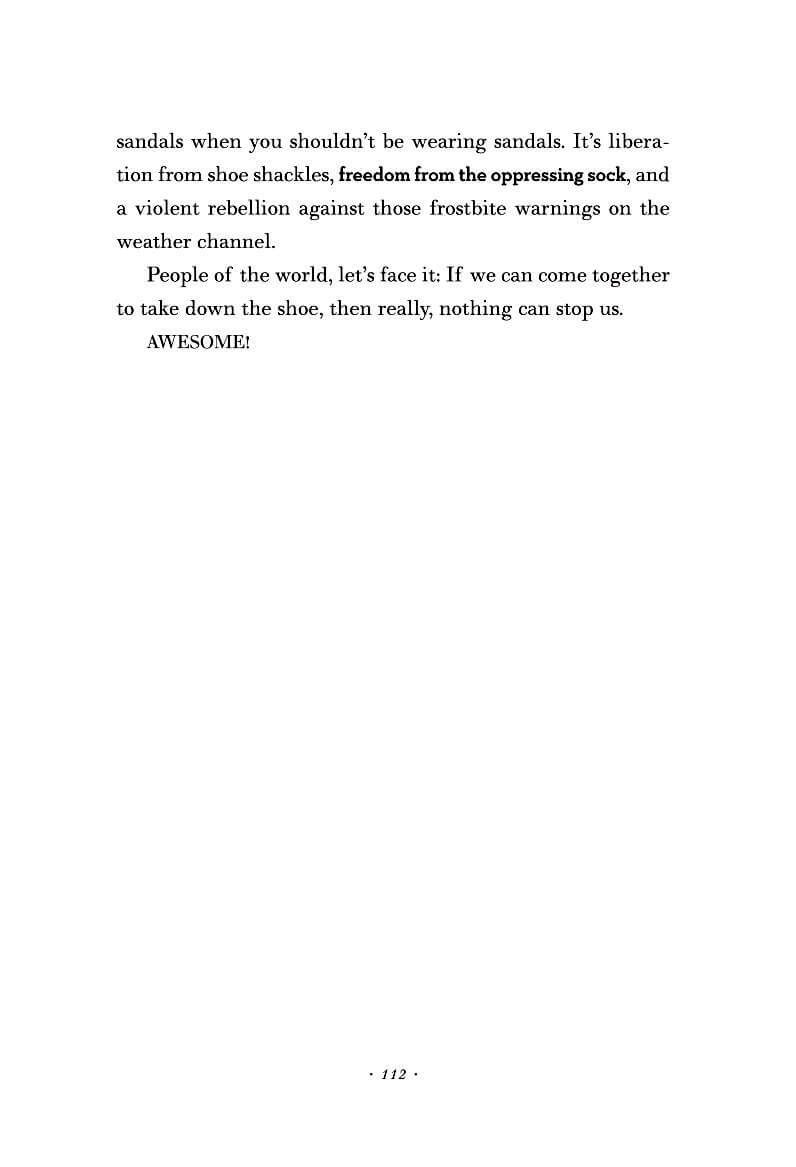 sandals when you shouldn’t be wearing sandals. It’s libera-
tion from shoe shackles, freedom from the oppressing sock, and
a violent rebellion against those frostbite warnings on the
weather channel.
People of the world, let’s face it: If we can come together
to take down the shoe, then really, nothing can stop us.
AWESOME!
· 112 ·